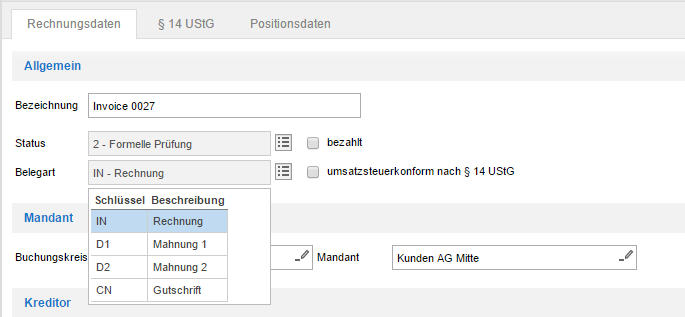 Rechnungsdaten § 14 UStG Positionsdaten
Allgemein
Bezeichnung Invoice 0027
Status 2 - Formelle Prüfung bezahlt
Belegart IN - Rechnung umsatzsteuerkonform nach § 14 UStG
Schlüssel Beschreibung
IN Rechnung
D1 Mahnung 1
D2 Mahnung 2
CN Gutschrift
Mandant
Buchungskreis Mandant Kunden AG Mitte
Kreditor